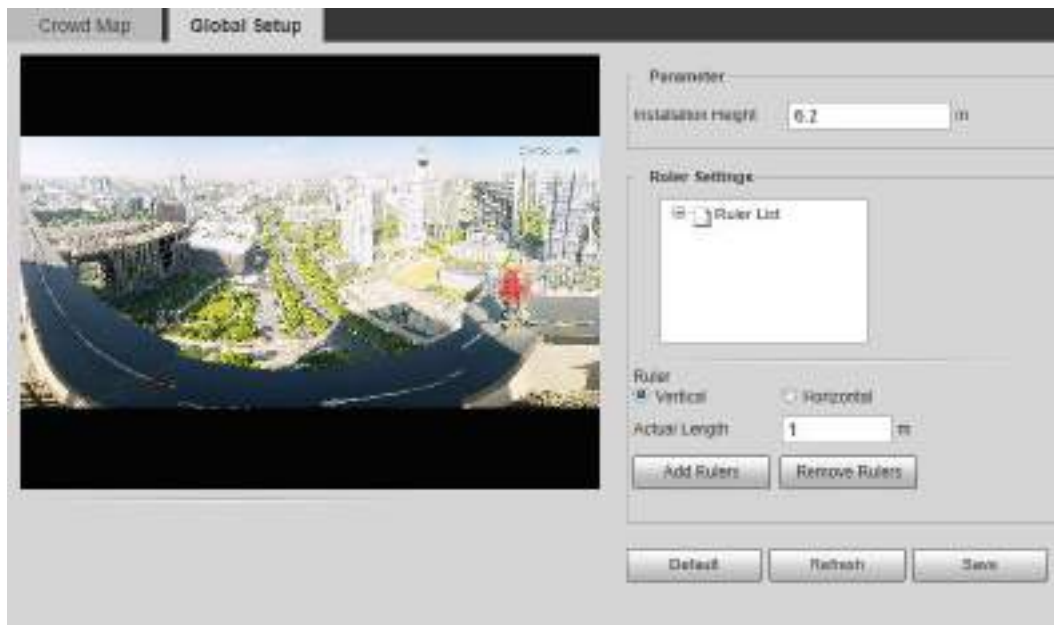 Crowd Map
Global Setup
Parameter
Installation Height 6.2 m
Ruler Settings
Ruler List
Ruler
Vertical Horizontal
Actual Length 1 m
Add Rulers Remove Rulers
Default Refresh Save